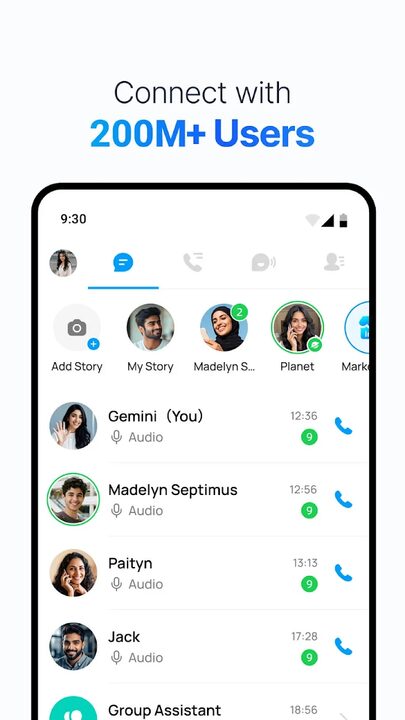 Connect with
200M+ Users
9:30
Add Story
My Story
2
Madelyn S...
Planet
Marke
Gemini（You）
12:36
Audio
9
Madelyn Septimus
12:56
Audio
9
Paityn
13:13
Audio
9
Jack
17:28
Audio
9
Group Assistant
18:56